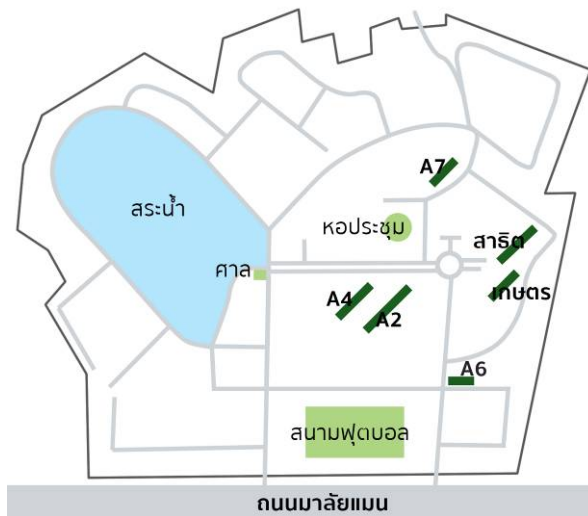 A7
สระน้ำ
หอประชุม
สาธิต
ศาล
เกษตร
A4
A2
A6
สนามฟุตบอล
ถนนมาลัยแมน